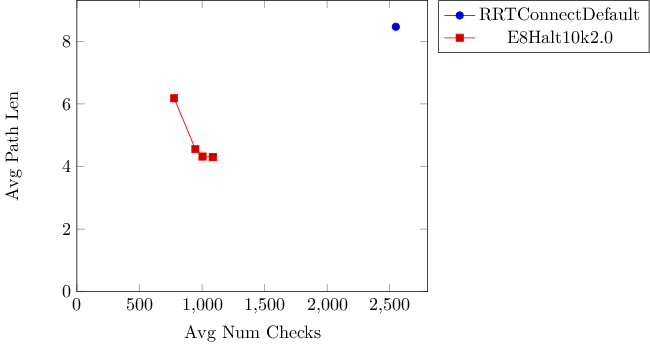 RRTConnectDefault
E8Halt10k2.0
8
6
4
2
0
Avg Path Len
0 500 1,000 1,500 2,000 2,500
Avg Num Checks